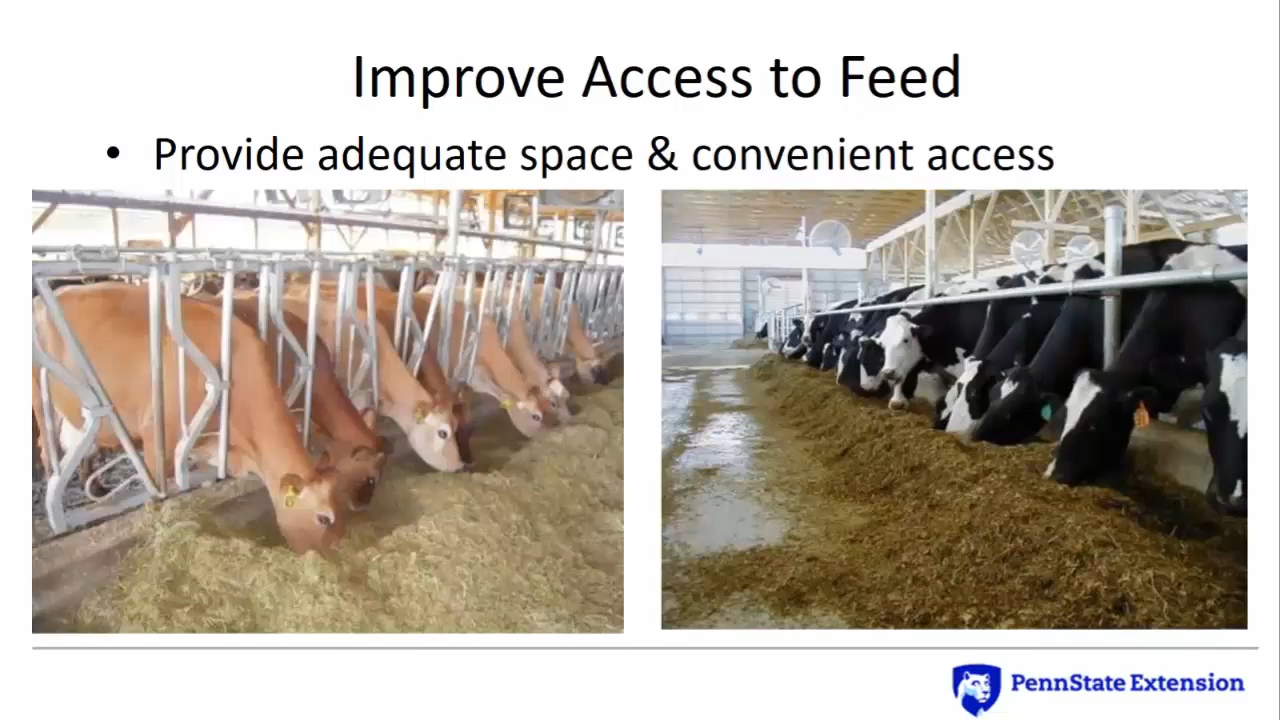 Improve Access to Feed
• Provide adequate space & convenient access
PennState Extension